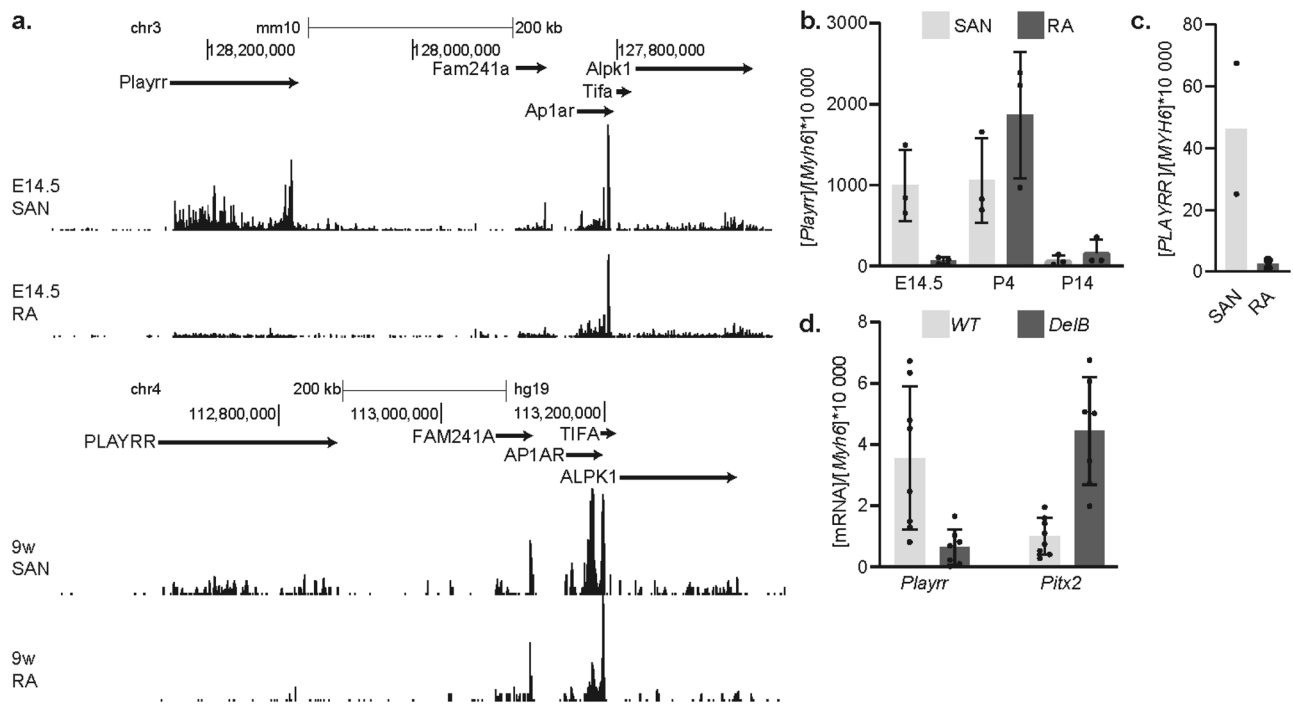 a.
chr3 mm10 200 kb
128,200,000 128,000,000 127,800,000
Fam241a Alpk1
Playrr
Tifa
Ap1ar
E14.5
SAN
E14.5
RA
chr4 200 kb hg19
112,800,000 113,000,000 113,200,000
PLAYRR FAM241A TIFA
AP1AR
ALPK1
9w
SAN
9w
RA
b.
SAN RA
[Playrr]/[Myh6]*10 000
3000
2000
1000
0
E14.5 P4 P14
c.
[PLAYRR]/[MYH6]*10 000
80
60
40
20
0
SAN RA
d.
WT DelB
[mRNA]/[Myh6]*10 000
8
6
4
2
0
Playrr Pitx2